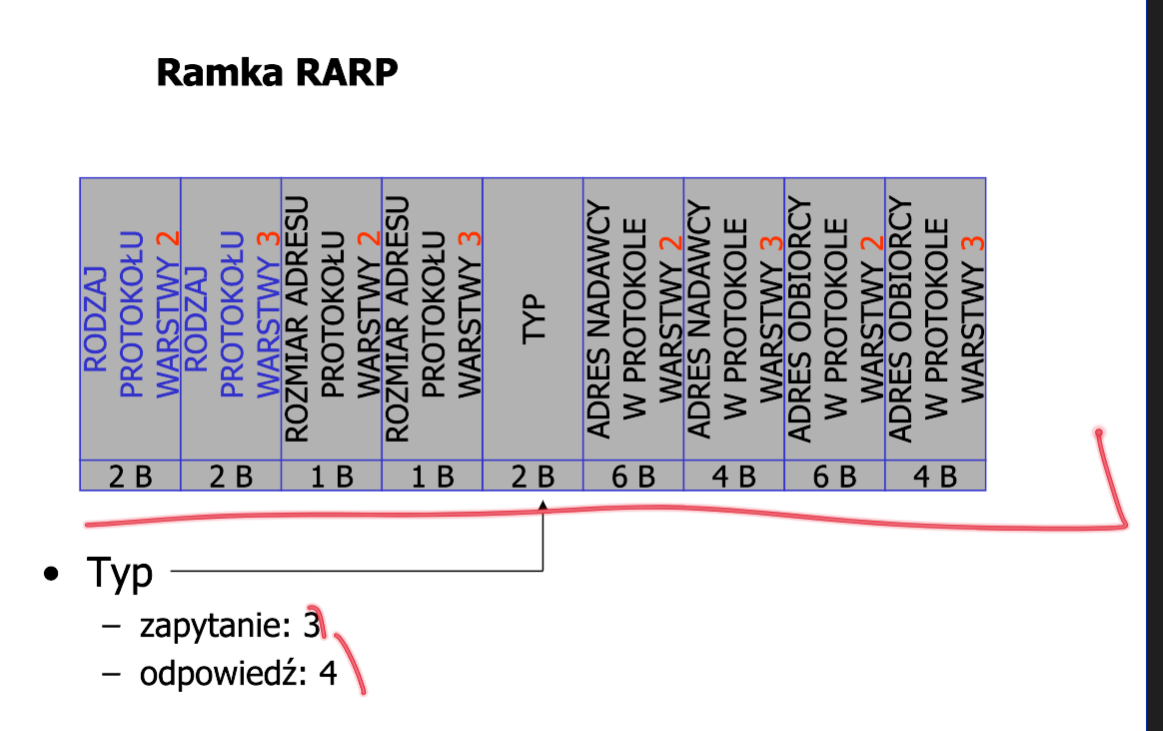 Ramka RARP
RODZAJ
PROTOKOŁU
WARSTWY 2
RODZAJ
PROTOKOŁU
WARSTWY 3
ROZMIAR ADRESU
PROTOKOŁU
WARSTWY 2
ROZMIAR ADRESU
PROTOKOŁU
WARSTWY 3
TYP
ADRES NADAWCY
W PROTOKOLE
WARSTWY 2
ADRES NADAWCY
W PROTOKOLE
WARSTWY 3
ADRES ODBIORCY
W PROTOKOLE
WARSTWY 2
ADRES ODBIORCY
W PROTOKOLE
WARSTWY 3
2 B 2 B 1 B 1 B 2 B 6 B 4 B 6 B 4 B
• Typ
– zapytanie: 3
– odpowiedź: 4